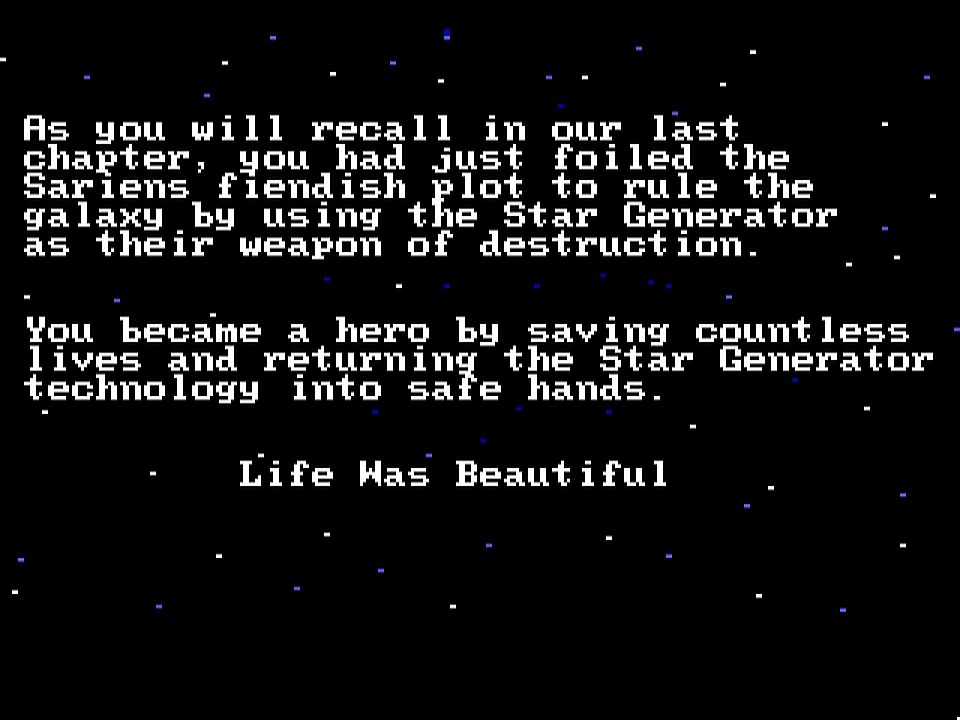 As you will recall in our last
chapter, you had just foiled the
Sariens fiendish plot to rule the
galaxy by using the Star Generator
as their weapon of destruction.
You became a hero by saving countless
lives and returning the Star Generator
technology into safe hands.
Life Was Beautiful